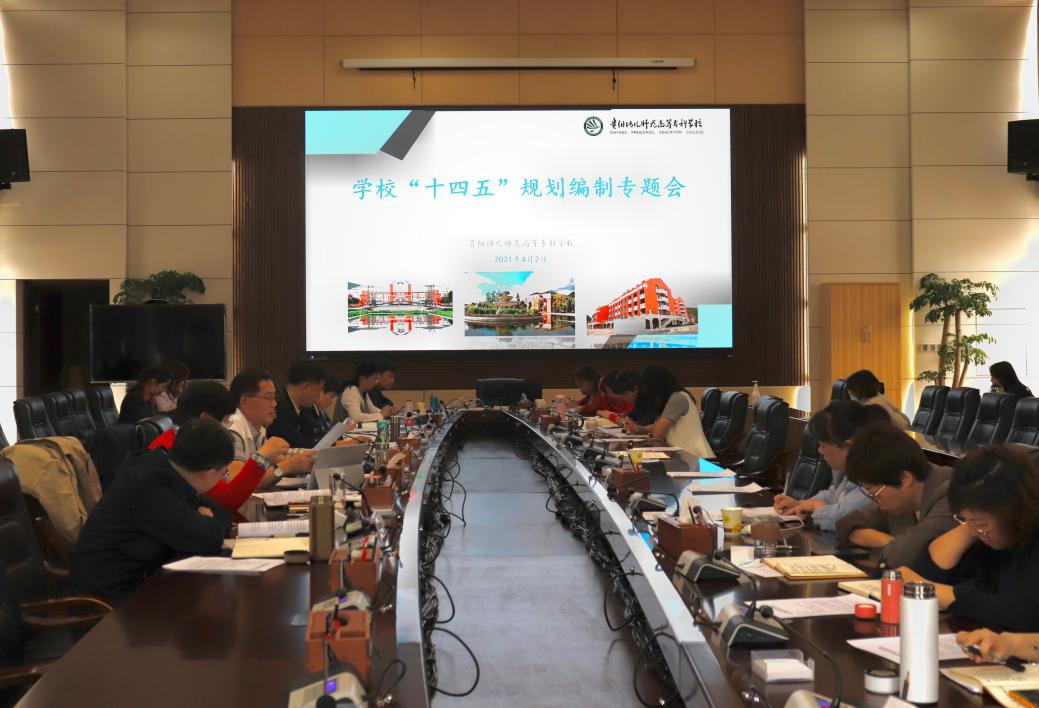 贵阳幼儿师范高等专科学校
GUIYANG PRESCHOOL EDUCATION COLLEGE
学校“十四五”规划编制专题会
贵阳幼儿师范高等专科学校
2021年4月2日